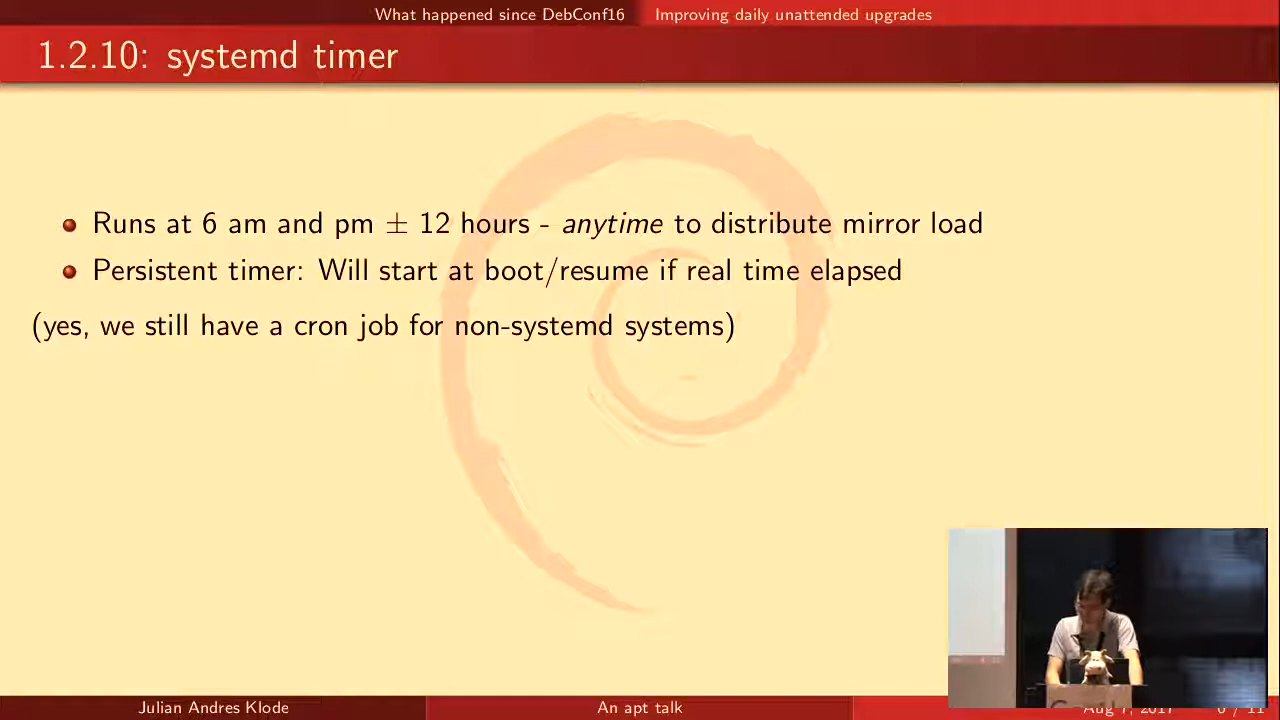 What happened since DebConf16 Improving daily unattended upgrades
1.2.10: systemd timer
Runs at 6 am and pm ± 12 hours - anytime to distribute mirror load
Persistent timer: Will start at boot/resume if real time elapsed
(yes, we still have a cron job for non-systemd systems)
Julian Andres Klode An apt talk Aug 7, 2017 6 / 11